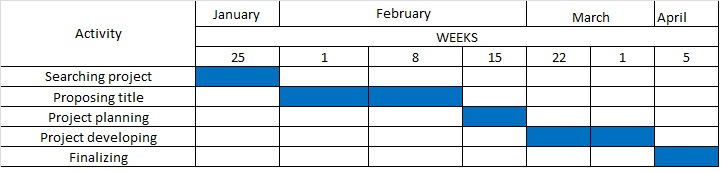 Activity January February March April
WEEKS
25 1 8 15 22 1 5
Searching project
Proposing title
Project planning
Project developing
Finalizing